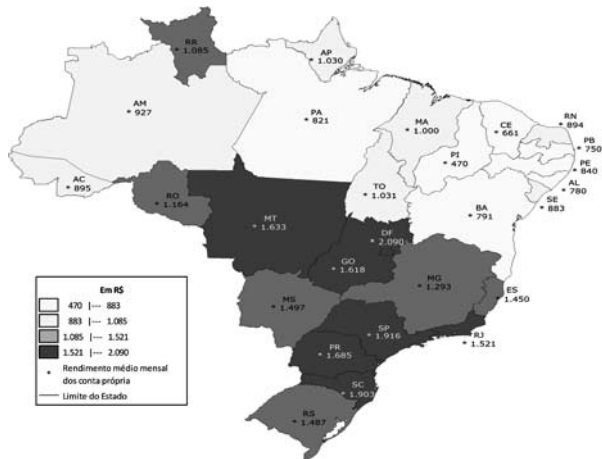 RR
1.085
AP
1.030
AM
927
PA
821
MA
1.000
CE
661
RN
894
PB
750
PE
840
AL
780
SE
883
PI
470
AC
895
RO
1.164
TO
1.031
BA
791
MT
1.633
DF
2.090
GO
1.618
MG
1.293
ES
1.450
MS
1.497
SP
1.916
RJ
1.521
PR
1.685
SC
1.903
RS
1.487
Em R$
470 |--- 883
883 |--- 1.085
1.085 |--- 1.521
1.521 |--- 2.090
Rendimento médio mensal
dos conta própria
Limite do Estado